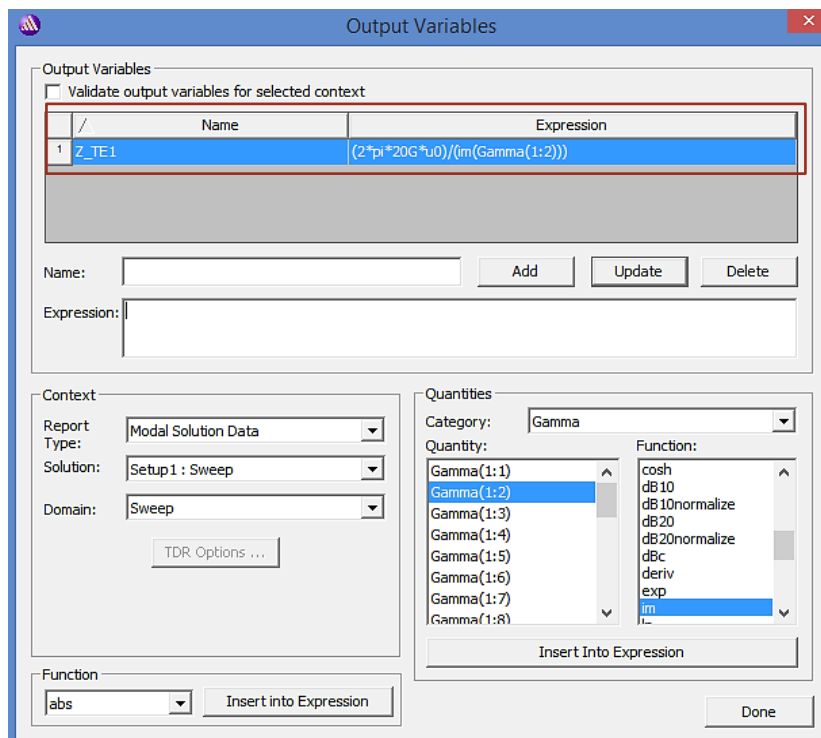 Output Variables
Output Variables
Validate output variables for selected context
Name Expression
1 Z_TE1 (2*pi*20G*u0)/(im(Gamma(1:2)))
Name: Add Update Delete
Expression:
Context
Report Type: Modal Solution Data
Solution: Setup1 : Sweep
Domain: Sweep
TDR Options ...
Quantities
Category: Gamma
Quantity: Function:
Gamma(1:1) cosh
Gamma(1:2) dB10
Gamma(1:3) dB10normalize
Gamma(1:4) dB20
Gamma(1:5) dB20normalize
Gamma(1:6) dBc
Gamma(1:7) deriv
Gamma(1:8) exp
im
Insert Into Expression
Function
abs Insert into Expression
Done